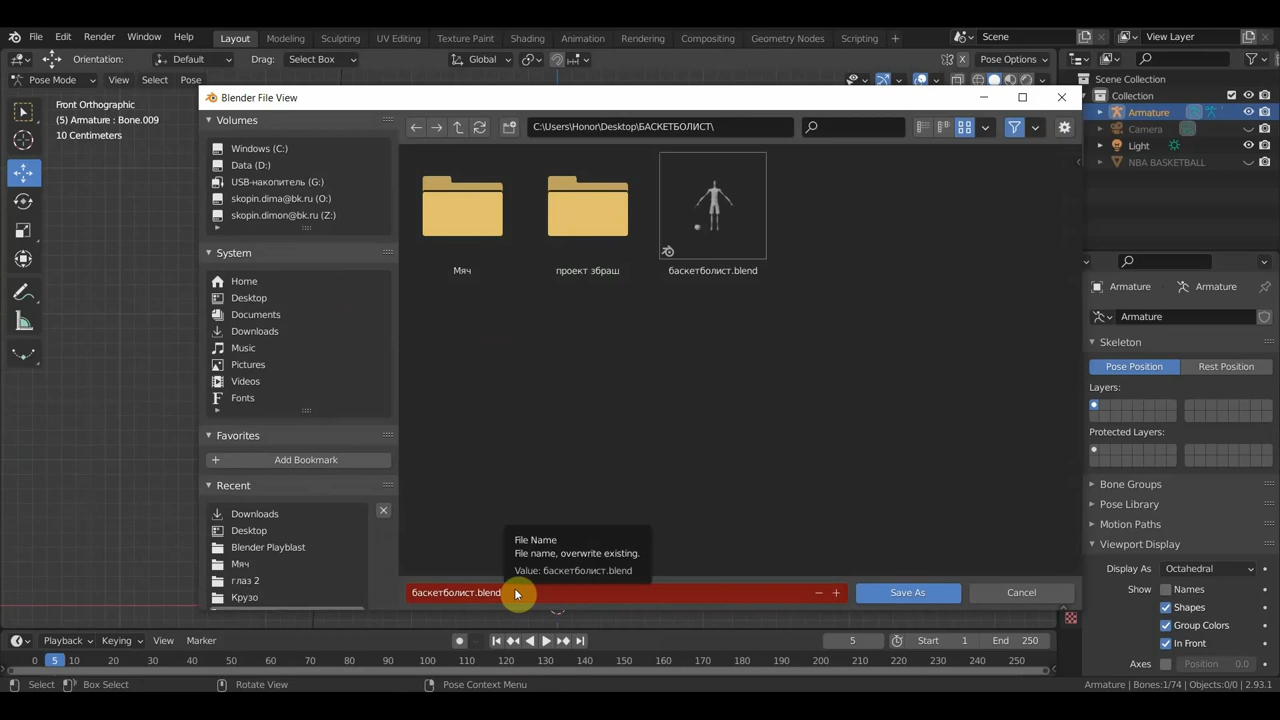 File Edit Render Window Help Layout Modeling Sculpting UV Editing Texture Paint Shading Animation Rendering Compositing Geometry Nodes Scripting + Scene View Layer
Orientation: Default Drag: Select Box Global Pose Options
Pose Mode View Select Pose
Front Orthographic
(5) Armature : Bone.009
10 Centimeters
Blender File View
Volumes
Windows (C:)
Data (D:)
USB-накопитель (G:)
skopin.dima@bk.ru (O:)
skopin.dimon@bk.ru (Z:)
System
Home
Desktop
Documents
Downloads
Music
Pictures
Videos
Fonts
Favorites
Add Bookmark
Recent
Downloads
Desktop
Blender Playblast
Мяч
глаз 2
Крузо
C:\Users\Honor\Desktop\БАСКЕТБОЛИСТ\
Мяч
проект збраш
баскетболист.blend
File Name
File name, overwrite existing.
Value: баскетболист.blend
баскетболист.blend
Save As
Cancel
Scene Collection
Collection
Armature
Camera
Light
NBA BASKETBALL
Armature Armature
Armature
Skeleton
Pose Position Rest Position
Layers:
Protected Layers:
Bone Groups
Pose Library
Motion Paths
Viewport Display
Display As Octahedral
Show Names
Shapes
Group Colors
In Front
Axes Position 0.0
Playback Keying View Marker 5 Start 1 End 250
0 5 10 20 30 40 50 60 70 80 90 100 110 120 130 140 150 160 170 180 190 200 210 220 230 240 250
Select Box Select Rotate View Pose Context Menu Armature | Bones:1/74 | Objects:0/0 | 2.93.1